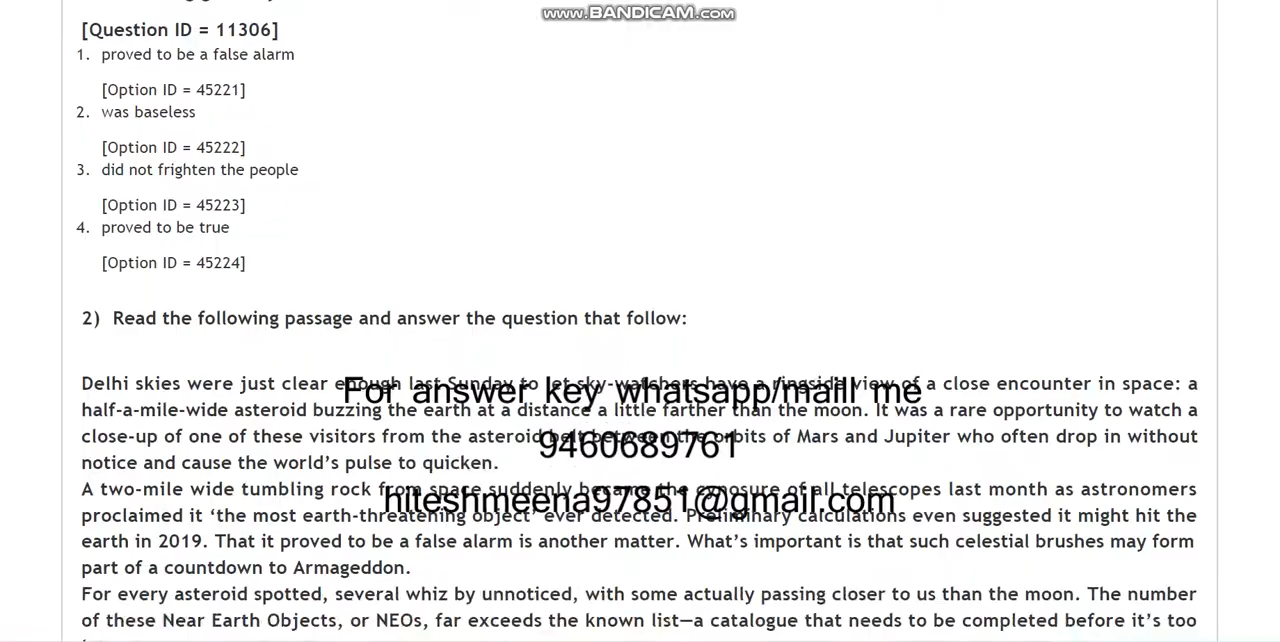 www.BANDICAM.com
[Question ID = 11306]
1. proved to be a false alarm
[Option ID = 45221]
2. was baseless
[Option ID = 45222]
3. did not frighten the people
[Option ID = 45223]
4. proved to be true
[Option ID = 45224]
2) Read the following passage and answer the question that follow:
Delhi skies were just clear enough last Sunday to let sky-watchers have a ringside view of a close encounter in space: a
For answer key whatsapp/maill me
half-a-mile-wide asteroid buzzing the earth at a distance a little farther than the moon. It was a rare opportunity to watch a
close-up of one of these visitors from the asteroid belt between the orbits of Mars and Jupiter who often drop in without
9460689761
notice and cause the world's pulse to quicken.
A two-mile wide tumbling rock from space suddenly became the cynosure of all telescopes last month as astronomers
hiteshmeena97851@gmail.com
proclaimed it 'the most earth-threatening object' ever detected. Preliminary calculations even suggested it might hit the
earth in 2019. That it proved to be a false alarm is another matter. What's important is that such celestial brushes may form
part of a countdown to Armageddon.
For every asteroid spotted, several whiz by unnoticed, with some actually passing closer to us than the moon. The number
of these Near Earth Objects, or NEOs, far exceeds the known list—a catalogue that needs to be completed before it's too